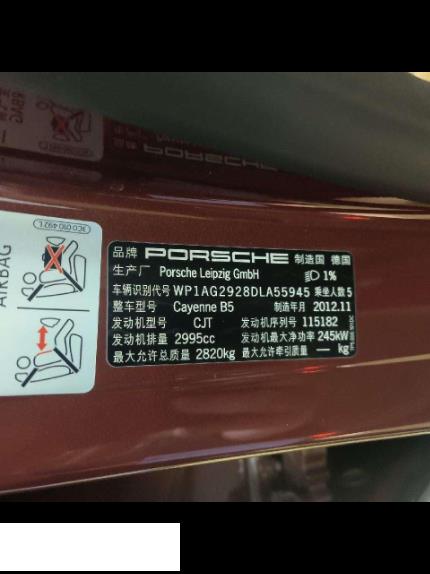 3C0 010 492 L
AIRBAG
品牌 PORSCHE 制造国 德国
生产厂 Porsche Leipzig GmbH 1%
车辆识别代号 WP1AG2928DLA55945 乘坐人数 5
整车型号 Cayenne B5 制造年月 2012.11
发动机型号 CJT 发动机序列号 115182
发动机排量 2995cc 发动机最大净功率 245kW
最大允许总质量 2820kg 最大允许牵引质量 — kg